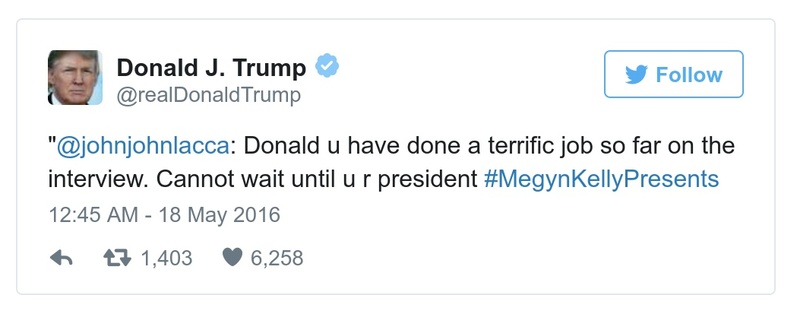 Donald J. Trump
@realDonaldTrump
Follow
"@johnjohnlacca: Donald u have done a terrific job so far on the
interview. Cannot wait until u r president #MegynKellyPresents
12:45 AM - 18 May 2016
1,403 6,258